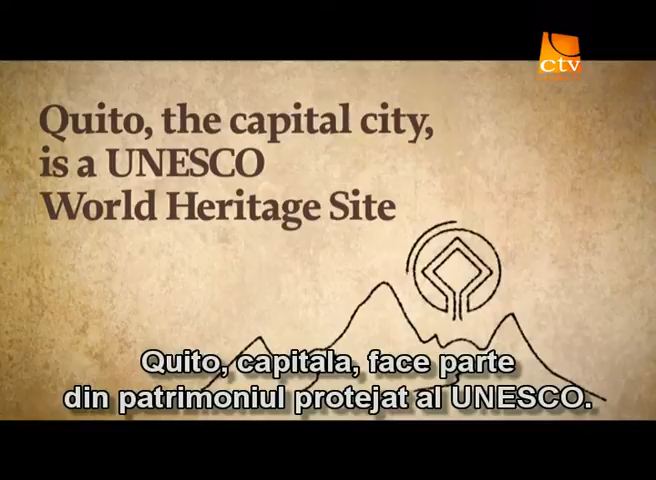 ctv
Quito, the capital city,
is a UNESCO
World Heritage Site
Quito, capitala, face parte
din patrimoniul protejat al UNESCO.